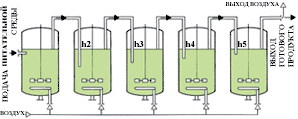 ВЫХОД ВОЗДУХА
ПОДАЧА ПИТАТЕЛЬНОЙ
СРЕДЫ
h2
h3
h4
h5
ВЫХОД
ГОТОВОГО
ПРОДУКТА
ВОЗДУХ